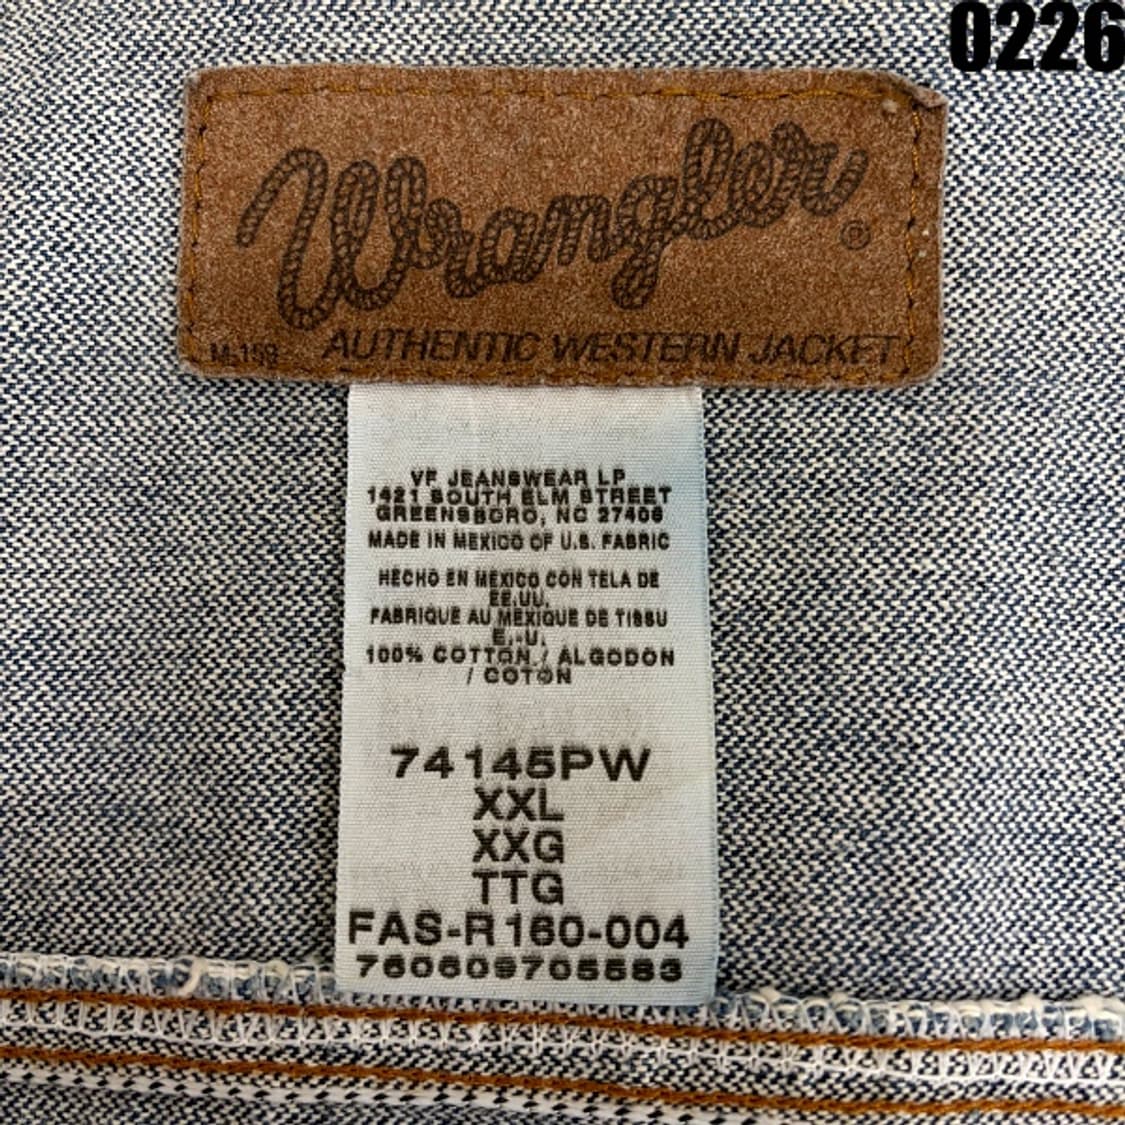 0226
Wrangler®
M-159 AUTHENTIC WESTERN JACKET
VF JEANSWEAR LP
1421 SOUTH ELM STREET
GREENSBORO, NC 27406
MADE IN MEXICO OF U.S. FABRIC
HECHO EN MEXICO CON TELA DE
EE.UU.
FABRIQUE AU MEXIQUE DE TISSU
E.-U.
100% COTTON / ALGODON
/ COTON
74145PW
XXL
XXG
TTG
FAS-R160-004
760609705583